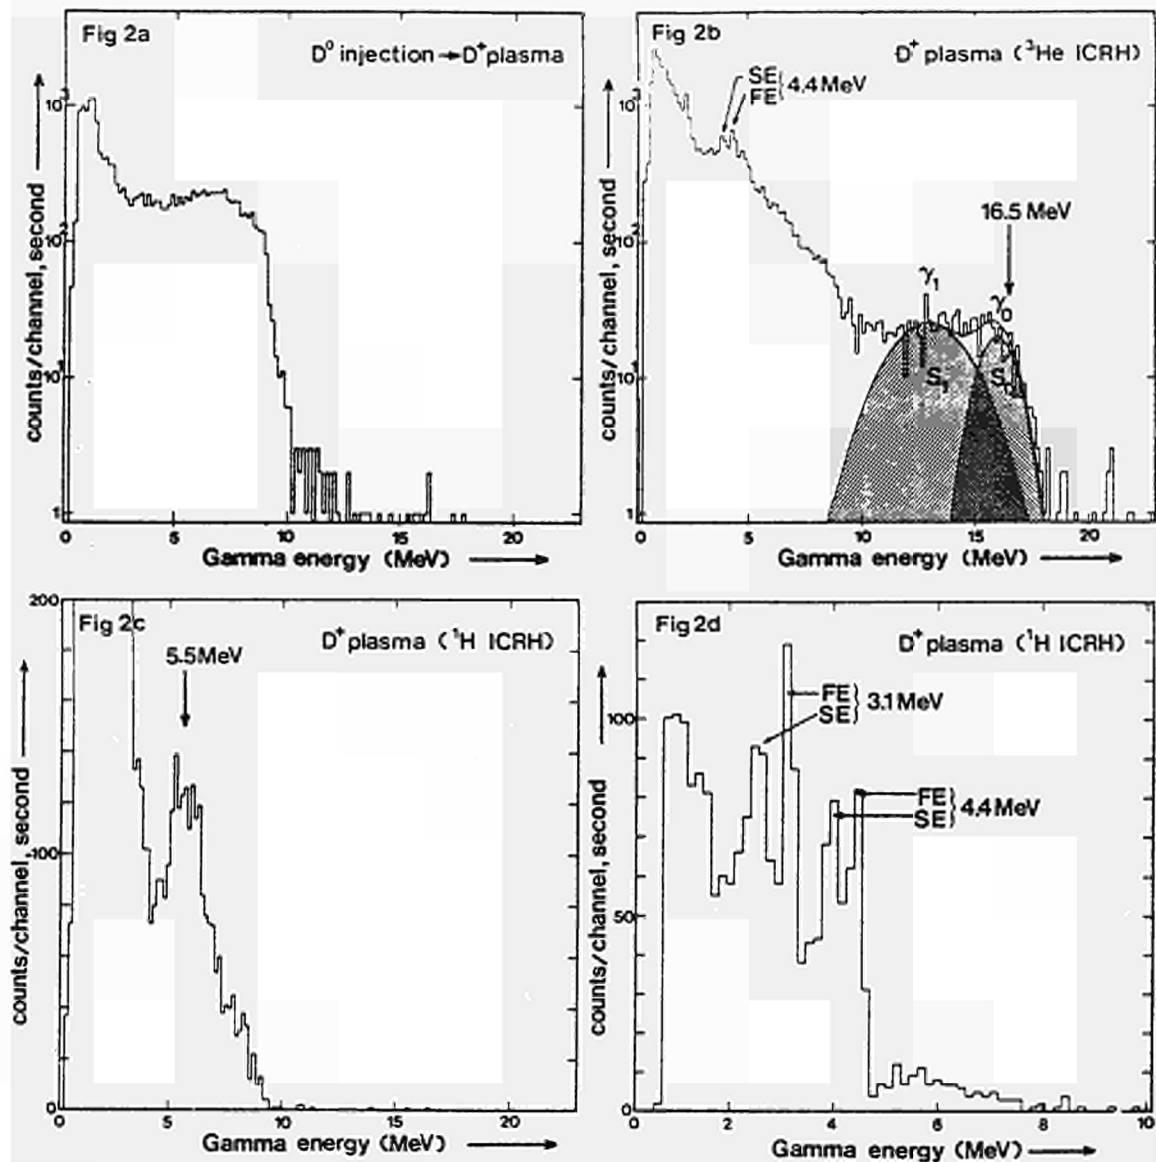 Fig 2a
D⁰ injection → D⁺ plasma
counts/channel, second
10³
10²
10¹
1
0
5
10
15
20
Gamma energy (MeV)
Fig 2b
D⁺ plasma (³He ICRH)
SE
FE
} 4.4 MeV
16.5 MeV
γ₁
γ₀
S₁
counts/channel, second
10³
10²
10¹
1
0
5
10
15
20
Gamma energy (MeV)
Fig 2c
D⁺ plasma (¹H ICRH)
5.5 MeV
counts/channel, second
200
100
0
0
5
10
15
20
Gamma energy (MeV)
Fig 2d
D⁺ plasma (¹H ICRH)
FE
SE
} 3.1 MeV
FE
SE
} 4.4 MeV
counts/channel, second
100
50
0
0
2
4
6
8
10
Gamma energy (MeV)